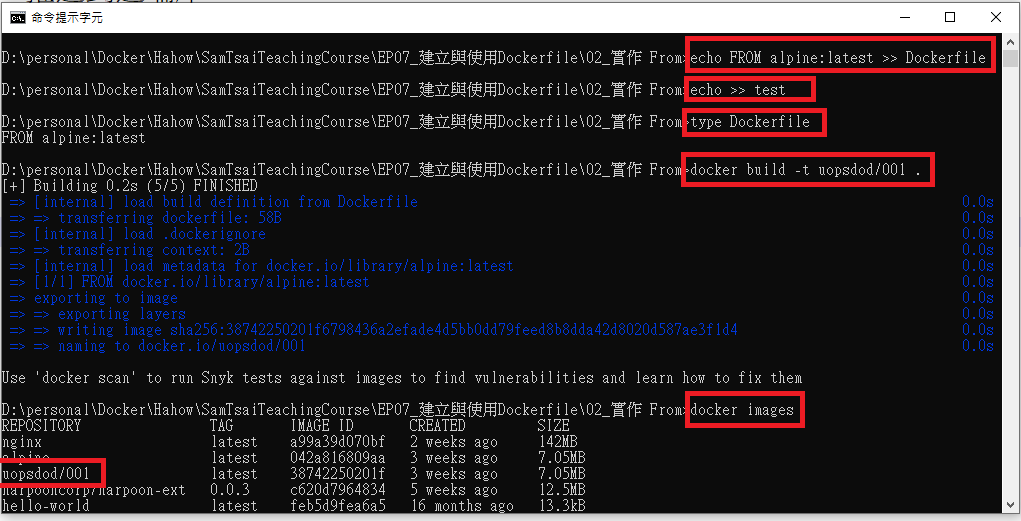 命令提示字元
D:\personal\Docker\Hahow\SamTsaiTeachingCourse\EP07_建立與使用Dockerfile\02_實作 From>echo FROM alpine:latest >> Dockerfile
D:\personal\Docker\Hahow\SamTsaiTeachingCourse\EP07_建立與使用Dockerfile\02_實作 From>echo >> test
D:\personal\Docker\Hahow\SamTsaiTeachingCourse\EP07_建立與使用Dockerfile\02_實作 From>type Dockerfile
FROM alpine:latest
D:\personal\Docker\Hahow\SamTsaiTeachingCourse\EP07_建立與使用Dockerfile\02_實作 From>docker build -t uopsdod/001 .
[+] Building 0.2s (5/5) FINISHED
=> [internal] load build definition from Dockerfile 0.0s
=> => transferring dockerfile: 58B 0.0s
=> [internal] load .dockerignore 0.0s
=> => transferring context: 2B 0.0s
=> [internal] load metadata for docker.io/library/alpine:latest 0.0s
=> [1/1] FROM docker.io/library/alpine:latest 0.0s
=> exporting to image 0.0s
=> => exporting layers 0.0s
=> => writing image sha256:38742250201f6798436a2efade4d5bb0dd79feed8b8dda42d8020d587ae3f1d4 0.0s
=> => naming to docker.io/uopsdod/001 0.0s
Use 'docker scan' to run Snyk tests against images to find vulnerabilities and learn how to fix them
D:\personal\Docker\Hahow\SamTsaiTeachingCourse\EP07_建立與使用Dockerfile\02_實作 From>docker images
REPOSITORY TAG IMAGE ID CREATED SIZE
nginx latest a99a39d070bf 2 weeks ago 142MB
alpine latest 042a816809aa 3 weeks ago 7.05MB
uopsdod/001 latest 38742250201f 3 weeks ago 7.05MB
harpooncorp/harpoon-ext 0.0.3 c620d7964834 5 weeks ago 12.5MB
hello-world latest feb5d9fea6a5 16 months ago 13.3kB